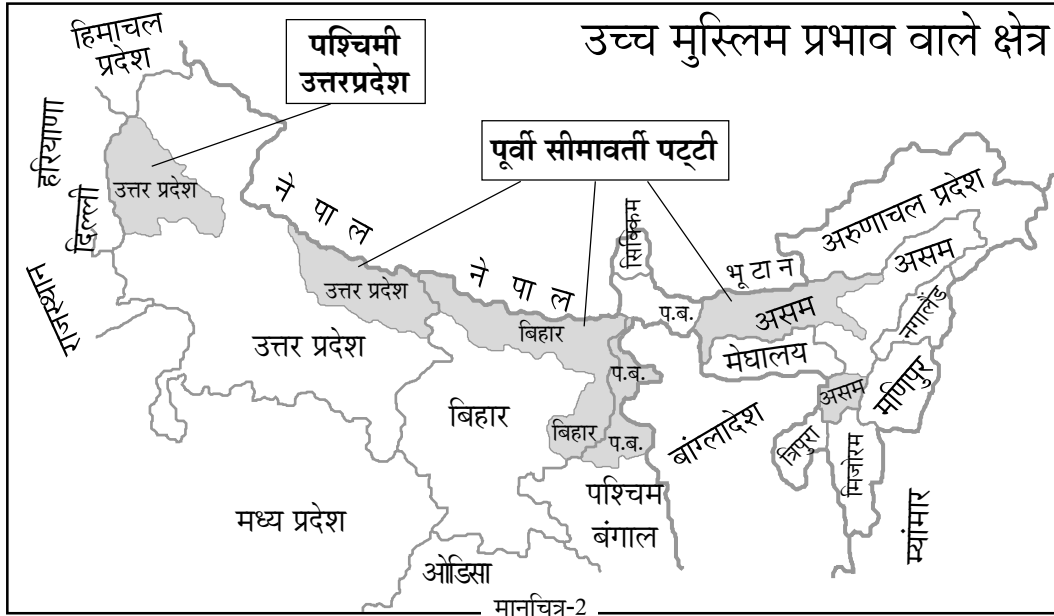 उच्च मुस्लिम प्रभाव वाले क्षेत्र
हिमाचल
प्रदेश
पश्चिमी
उत्तरप्रदेश
हरियाणा
पूर्वी सीमावर्ती पट्टी
उत्तर प्रदेश
दिल्ली
ने पा ल
सिक्किम
अरुणाचल प्रदेश
भू टा न
असम
राजस्थान
उत्तर प्रदेश
ने पा ल
प.ब.
असम
नगालैंड
उत्तर प्रदेश
बिहार
मेघालय
प.ब.
असम
मणिपुर
बिहार
बांग्लादेश
बिहार
प.ब.
त्रिपुरा
मिजोरम
म्यांमार
मध्य प्रदेश
पश्चिम
बंगाल
ओडिसा
मानचित्र-2